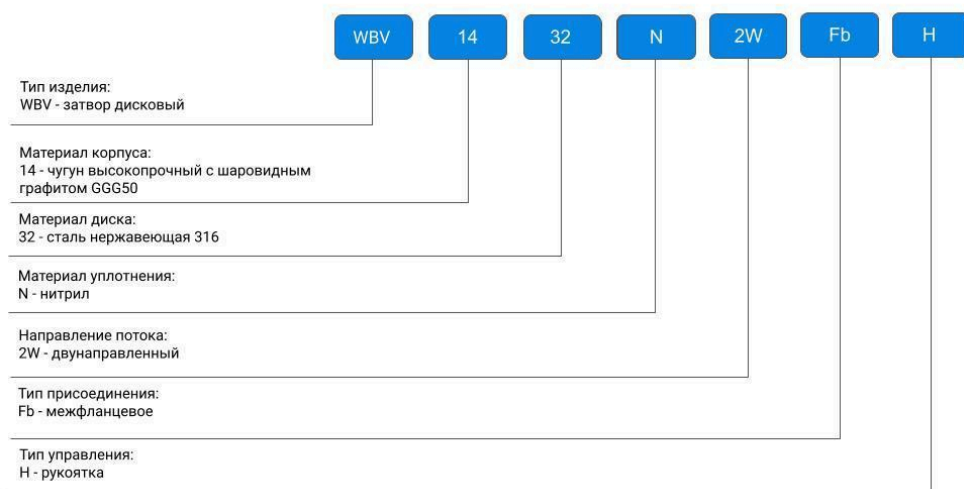 WBV 14 32 N 2W Fb H
Тип изделия:
WBV - затвор дисковый
Материал корпуса:
14 - чугун высокопрочный с шаровидным
графитом GGG50
Материал диска:
32 - сталь нержавеющая 316
Материал уплотнения:
N - нитрил
Направление потока:
2W - двунаправленный
Тип присоединения:
Fb - межфланцевое
Тип управления:
H - рукоятка